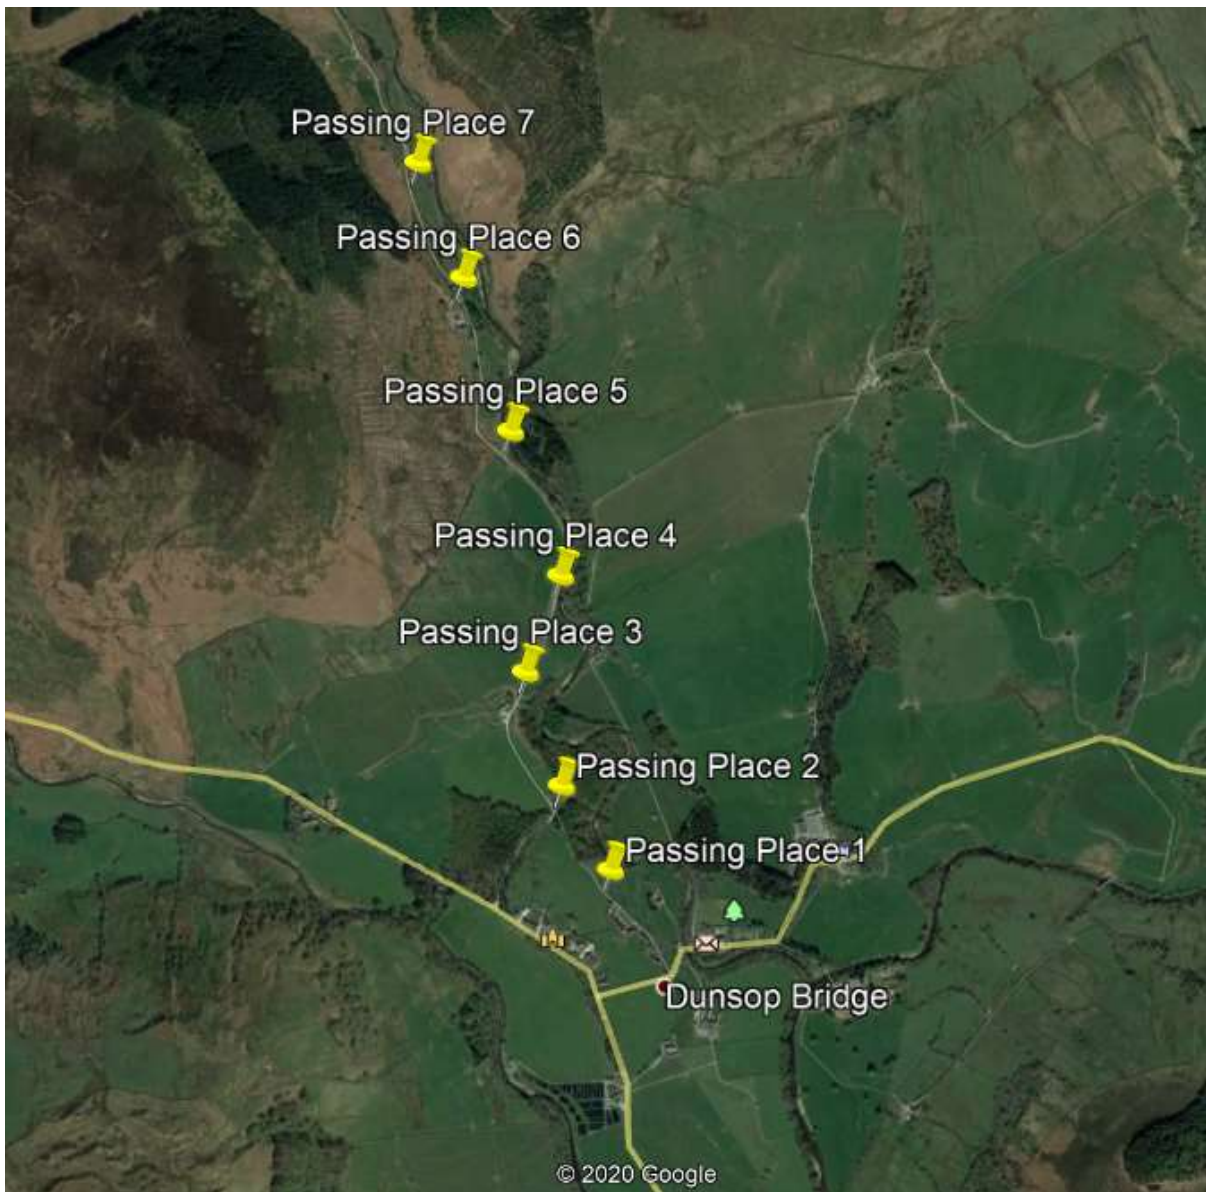 Passing Place 7
Passing Place 6
Passing Place 5
Passing Place 4
Passing Place 3
Passing Place 2
Passing Place 1
Dunsop Bridge
© 2020 Google